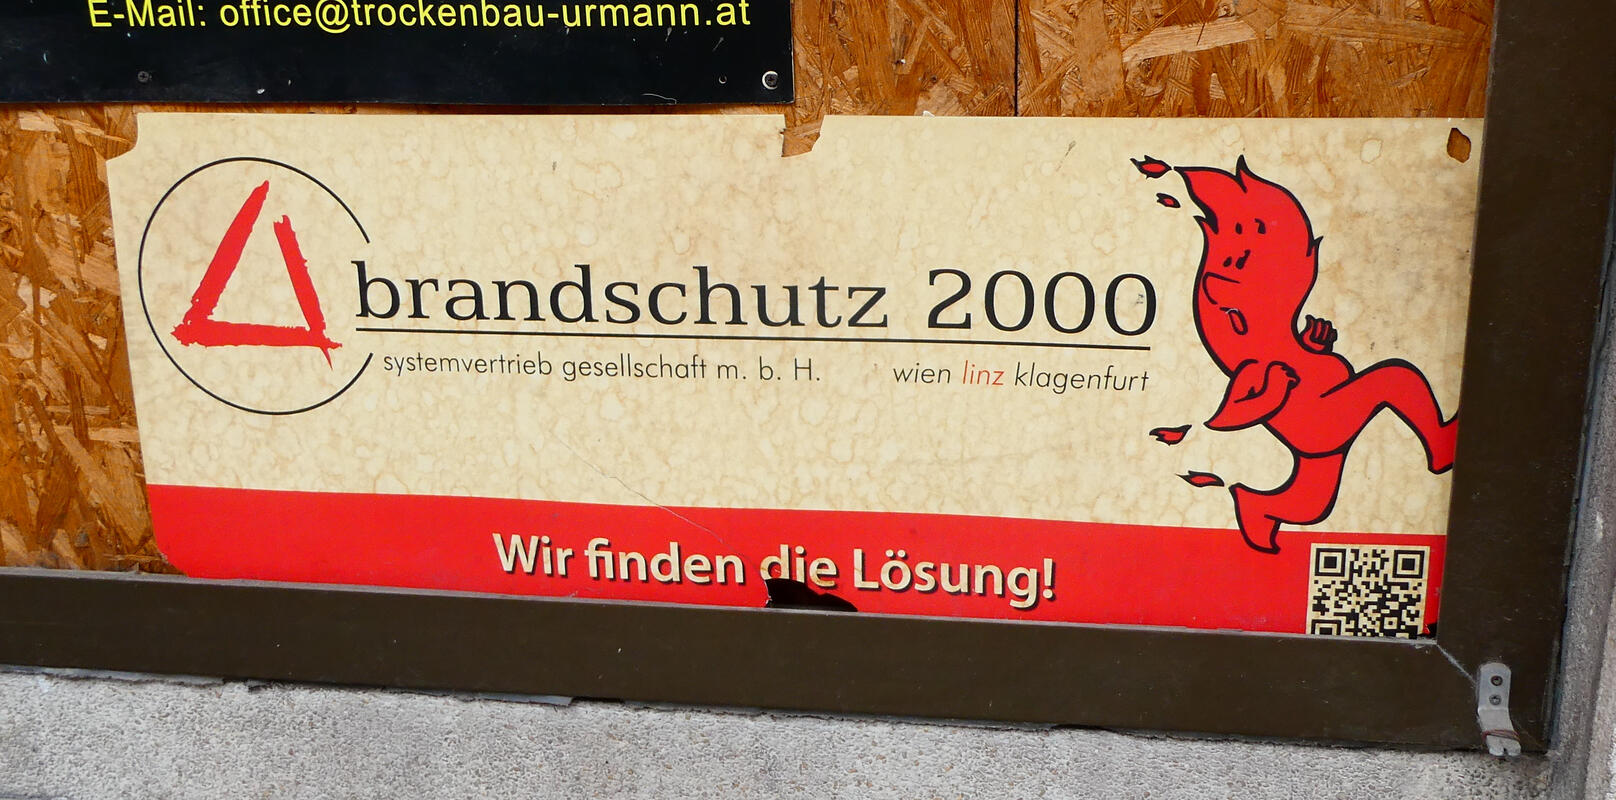 E-Mail: office@trockenbau-urmann.at
brandschutz 2000
systemvertrieb gesellschaft m. b. H. wien linz klagenfurt
Wir finden die Lösung!